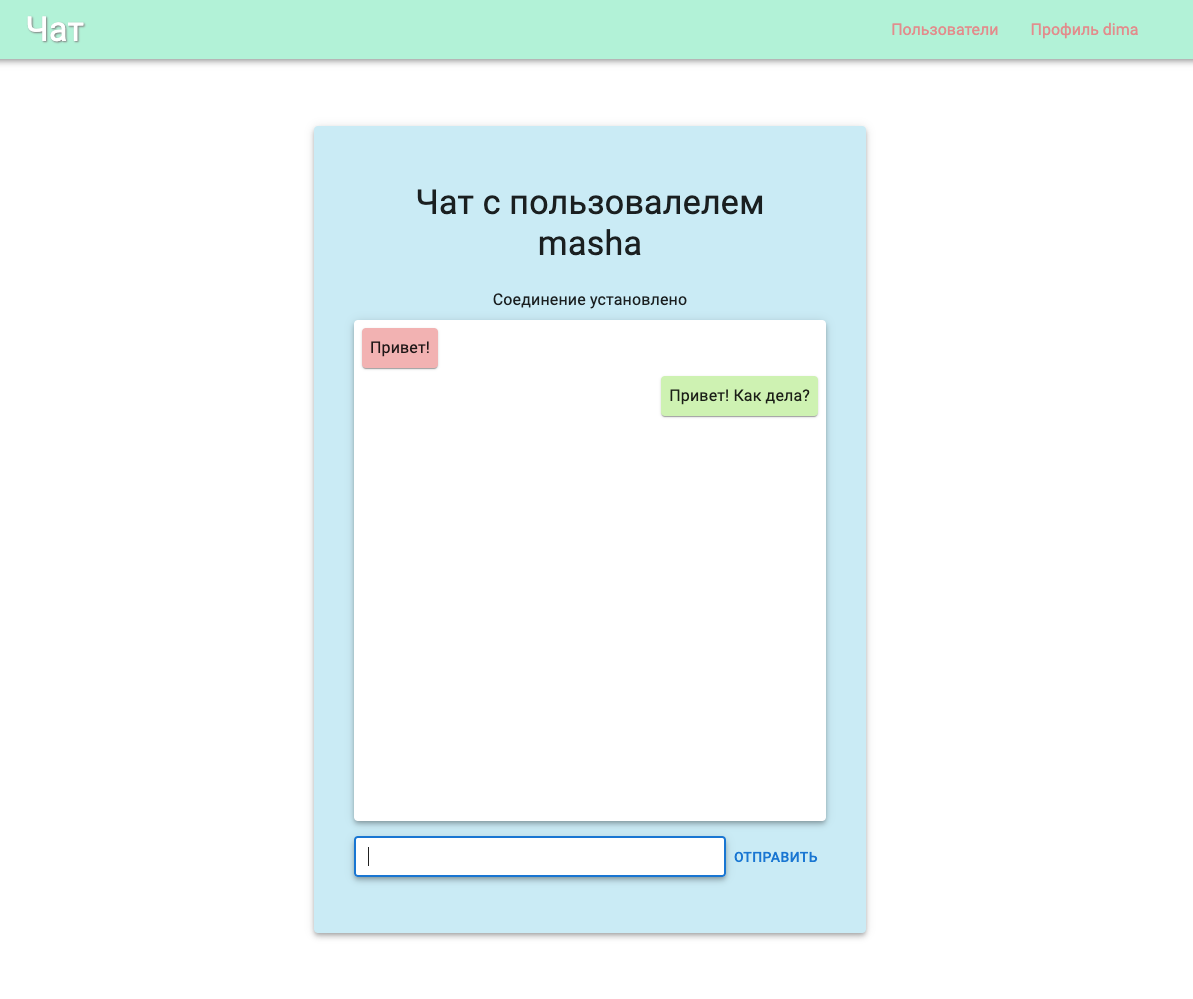 Чат
Пользователи
Профиль dima
Чат с пользовалелем
masha
Соединение установлено
Привет!
Привет! Как дела?
ОТПРАВИТЬ